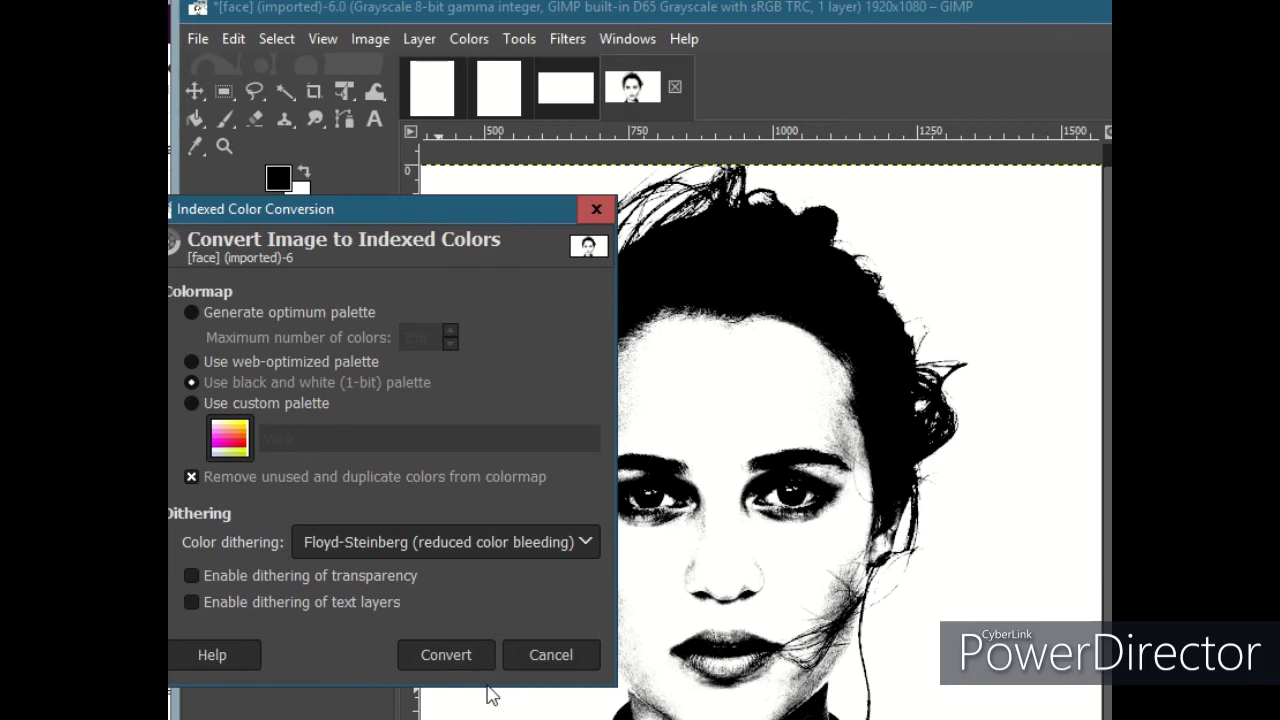 *[face] (imported)-6.0 (Grayscale 8-bit gamma integer, GIMP built-in D65 Grayscale with sRGB TRC, 1 layer) 1920x1080 – GIMP
File Edit Select View Image Layer Colors Tools Filters Windows Help
500 750 1000 1250 1500
0
Indexed Color Conversion
Convert Image to Indexed Colors
[face] (imported)-6
Colormap
Generate optimum palette
Maximum number of colors:
Use web-optimized palette
Use black and white (1-bit) palette
Use custom palette
Web
Remove unused and duplicate colors from colormap
Dithering
Color dithering: Floyd-Steinberg (reduced color bleeding)
Enable dithering of transparency
Enable dithering of text layers
Help Convert Cancel
CyberLink
PowerDirector